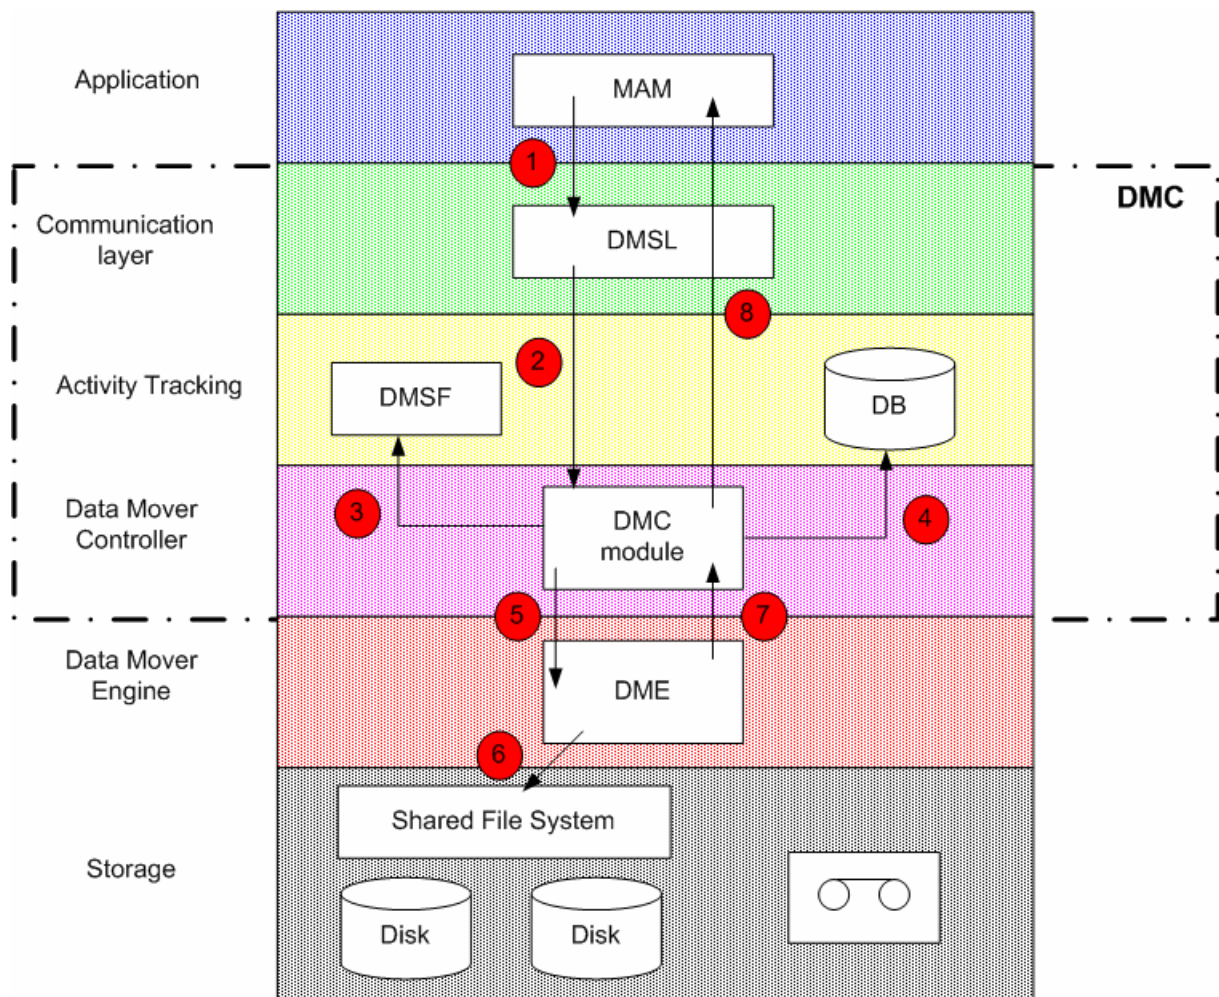 Application
MAM
1
DMC
Communication
layer
DMSL
8
2
Activity Tracking
DMSF
DB
3
Data Mover
Controller
DMC
module
4
5
7
Data Mover
Engine
DME
6
Shared File System
Storage
Disk
Disk